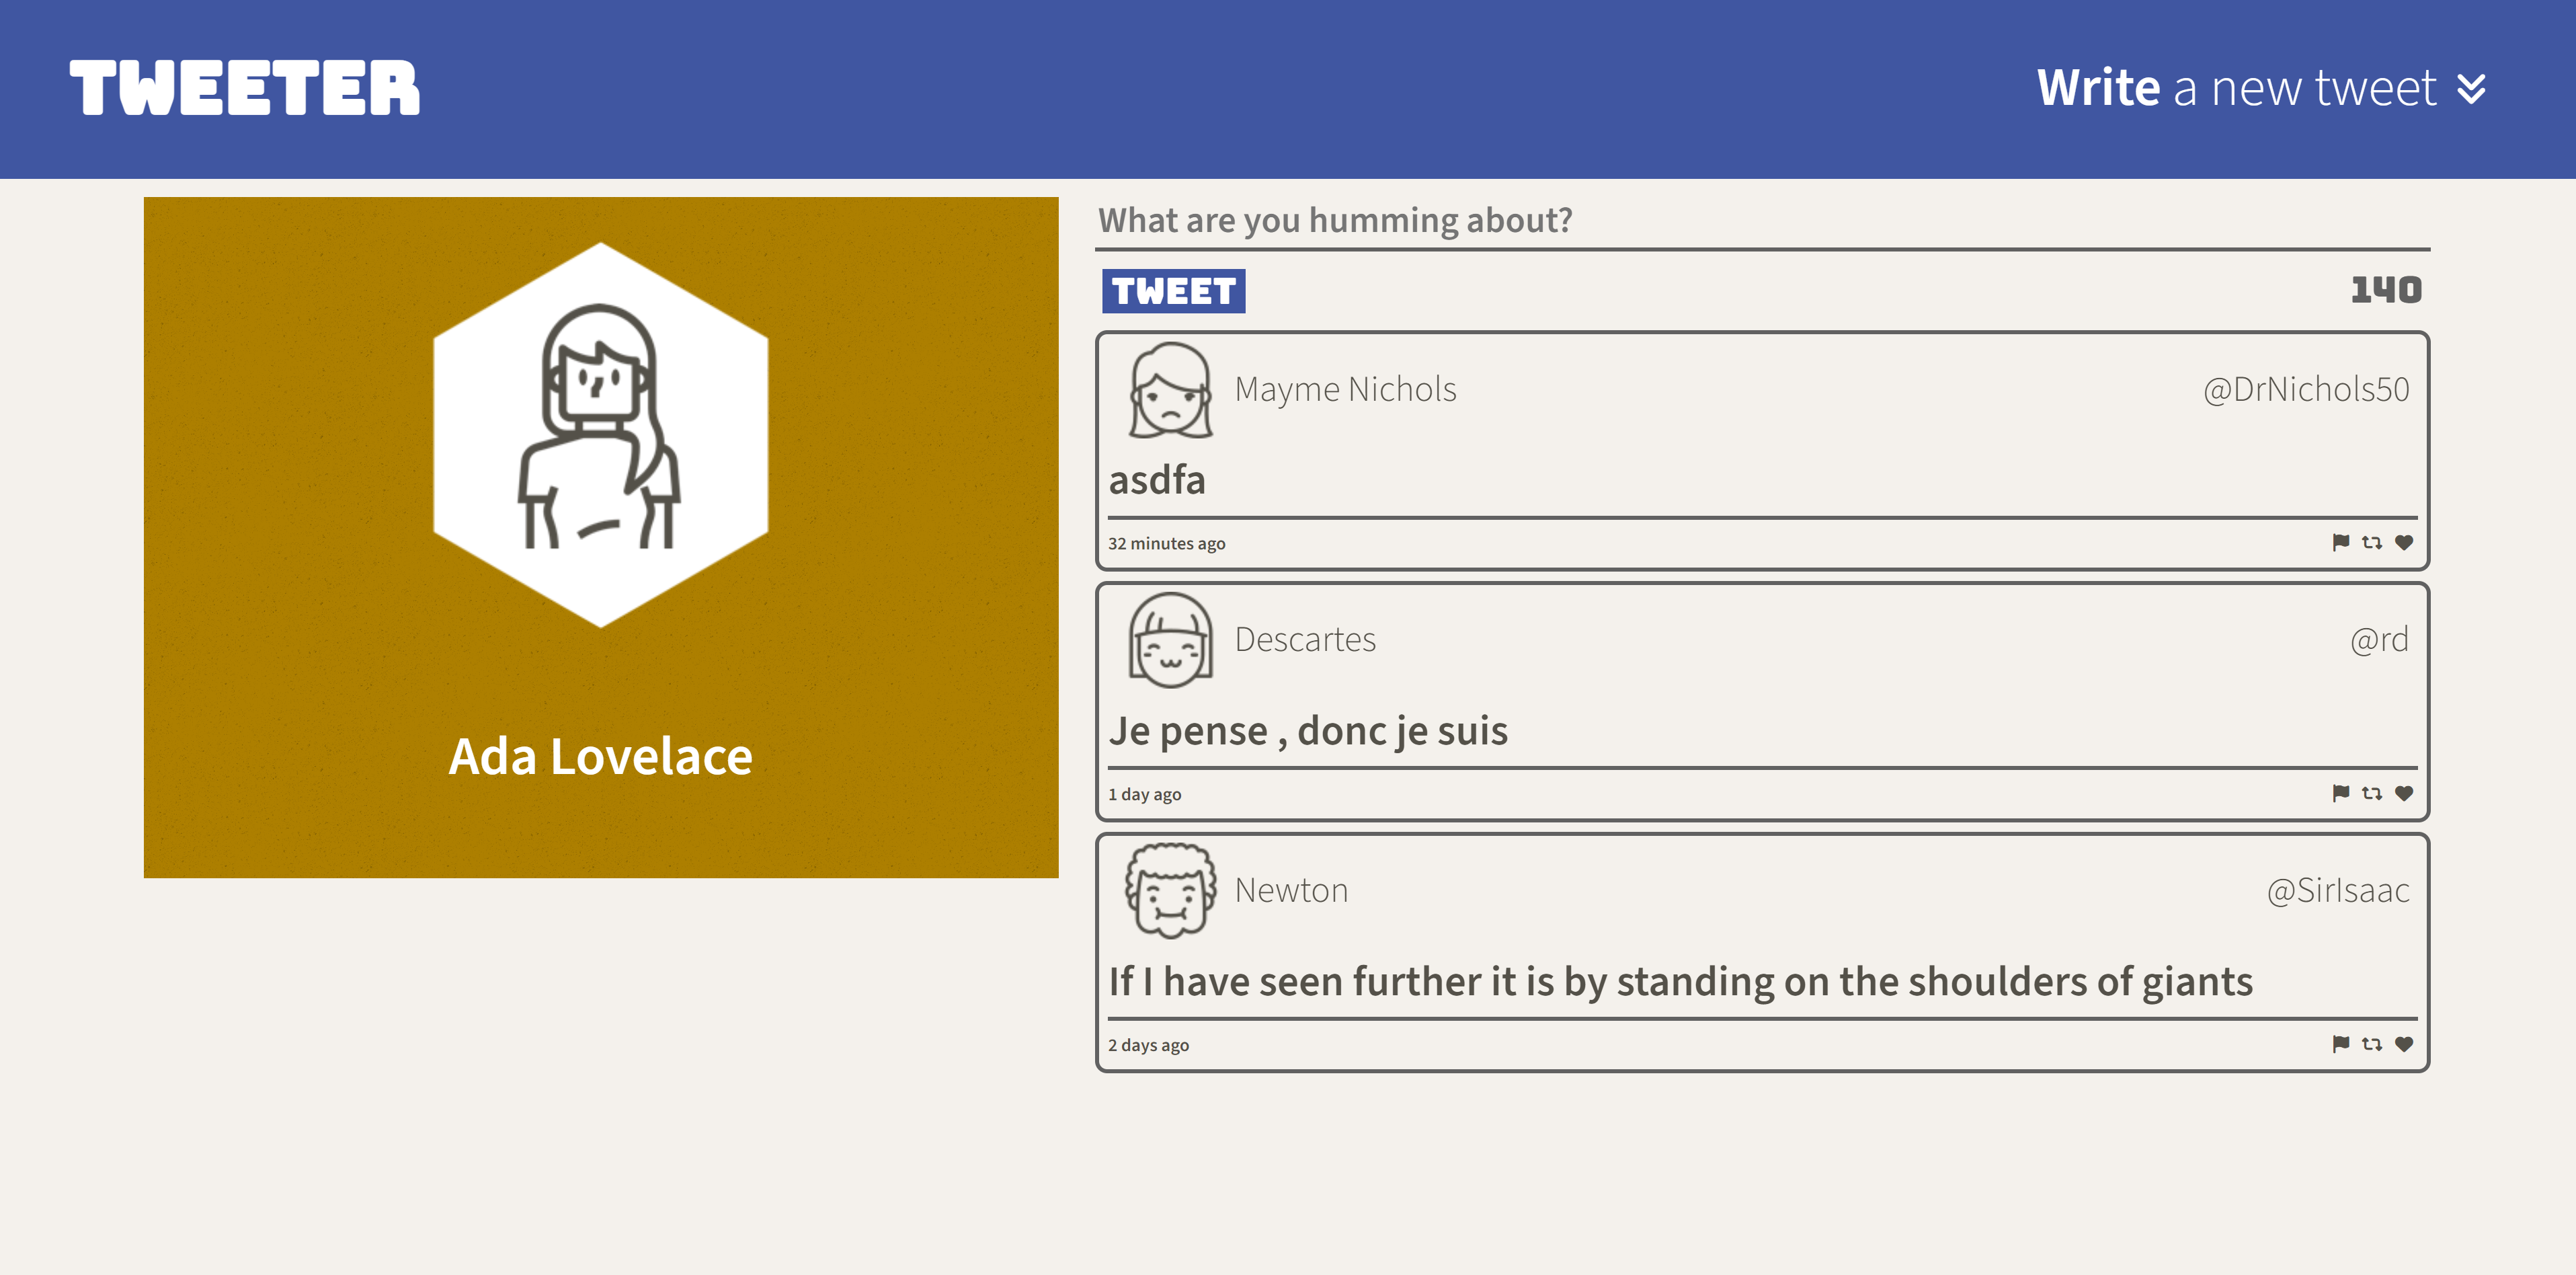 TWEETER
Write a new tweet
Ada Lovelace
What are you humming about?
TWEET
140
Mayme Nichols
@DrNichols50
asdfa
32 minutes ago
Descartes
@rd
Je pense , donc je suis
1 day ago
Newton
@SirIsaac
If I have seen further it is by standing on the shoulders of giants
2 days ago